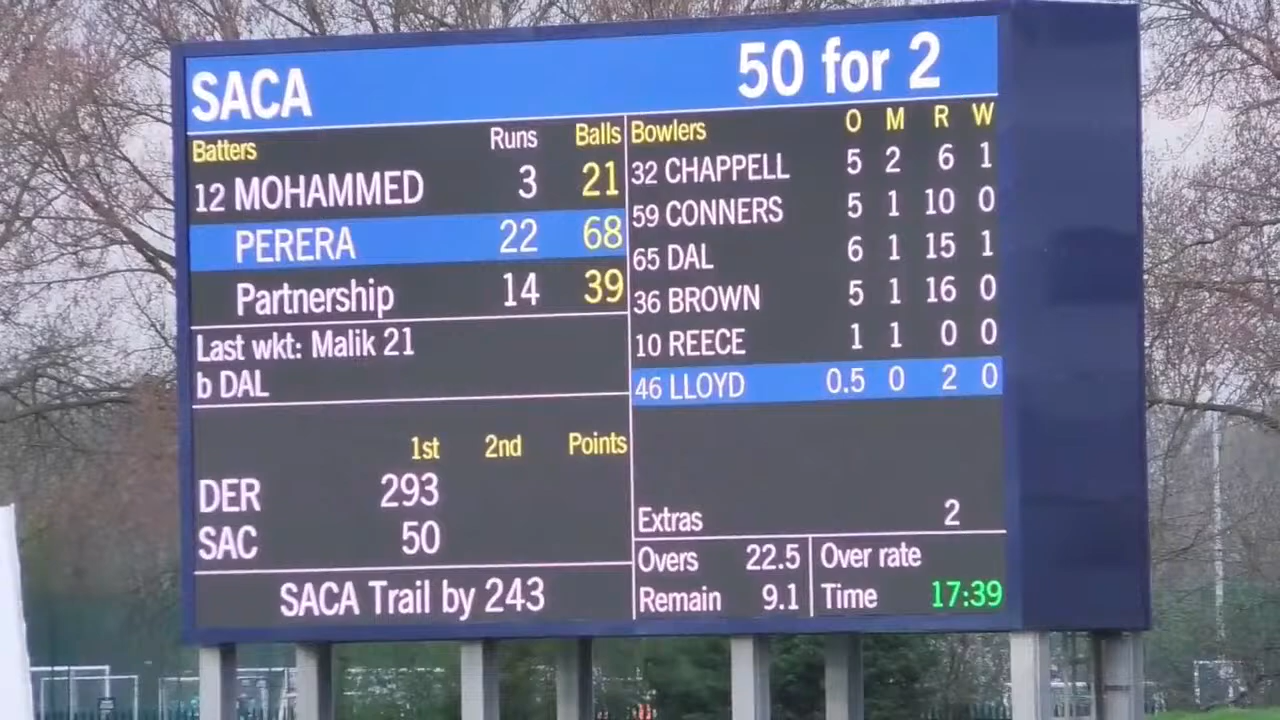 SACA 50 for 2
Batters Runs Balls
12 MOHAMMED 3 21
PERERA 22 68
Partnership 14 39
Last wkt: Malik 21
b DAL
1st 2nd Points
DER 293
SAC 50
SACA Trail by 243
Bowlers O M R W
32 CHAPPELL 5 2 6 1
59 CONNERS 5 1 10 0
65 DAL 6 1 15 1
36 BROWN 5 1 16 0
10 REECE 1 1 0 0
46 LLOYD 0.5 0 2 0
Extras 2
Overs 22.5 Over rate
Remain 9.1 Time 17:39